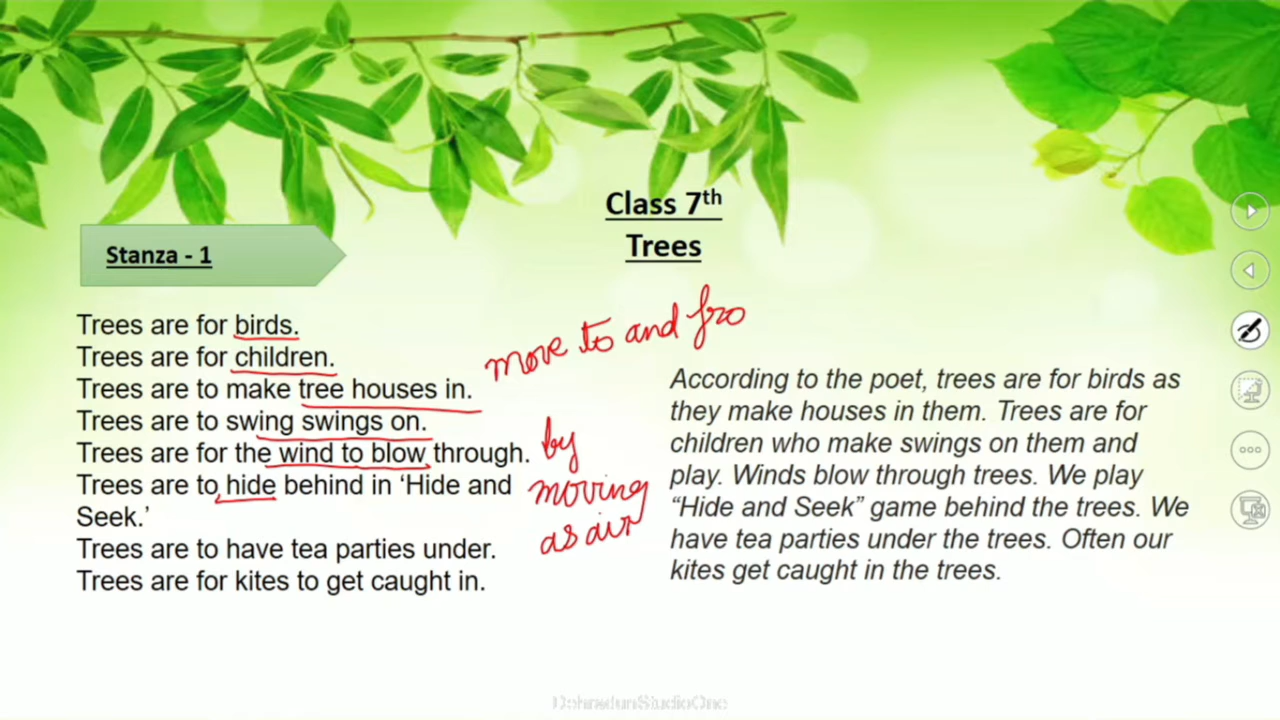 Class 7th
Trees
Stanza - 1
Trees are for birds.
Trees are for children.
Trees are to make tree houses in.
Trees are to swing swings on.
Trees are for the wind to blow through.
Trees are to hide behind in ‘Hide and
Seek.’
Trees are to have tea parties under.
Trees are for kites to get caught in.
move to and fro
by
moving
as air
According to the poet, trees are for birds as
they make houses in them. Trees are for
children who make swings on them and
play. Winds blow through trees. We play
“Hide and Seek” game behind the trees. We
have tea parties under the trees. Often our
kites get caught in the trees.
DehradunStudioOne